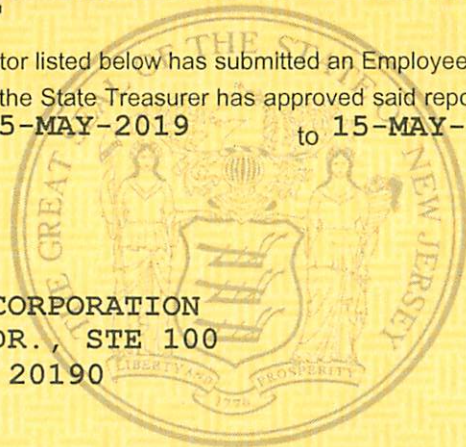 tor listed below has submitted an Employee
the State Treasurer has approved said repo
5-MAY-2019 to 15-MAY-
CORPORATION
DR., STE 100
20190
THE GREAT SEAL OF THE STATE OF NEW JERSEY
LIBERTY AND PROSPERITY
1776